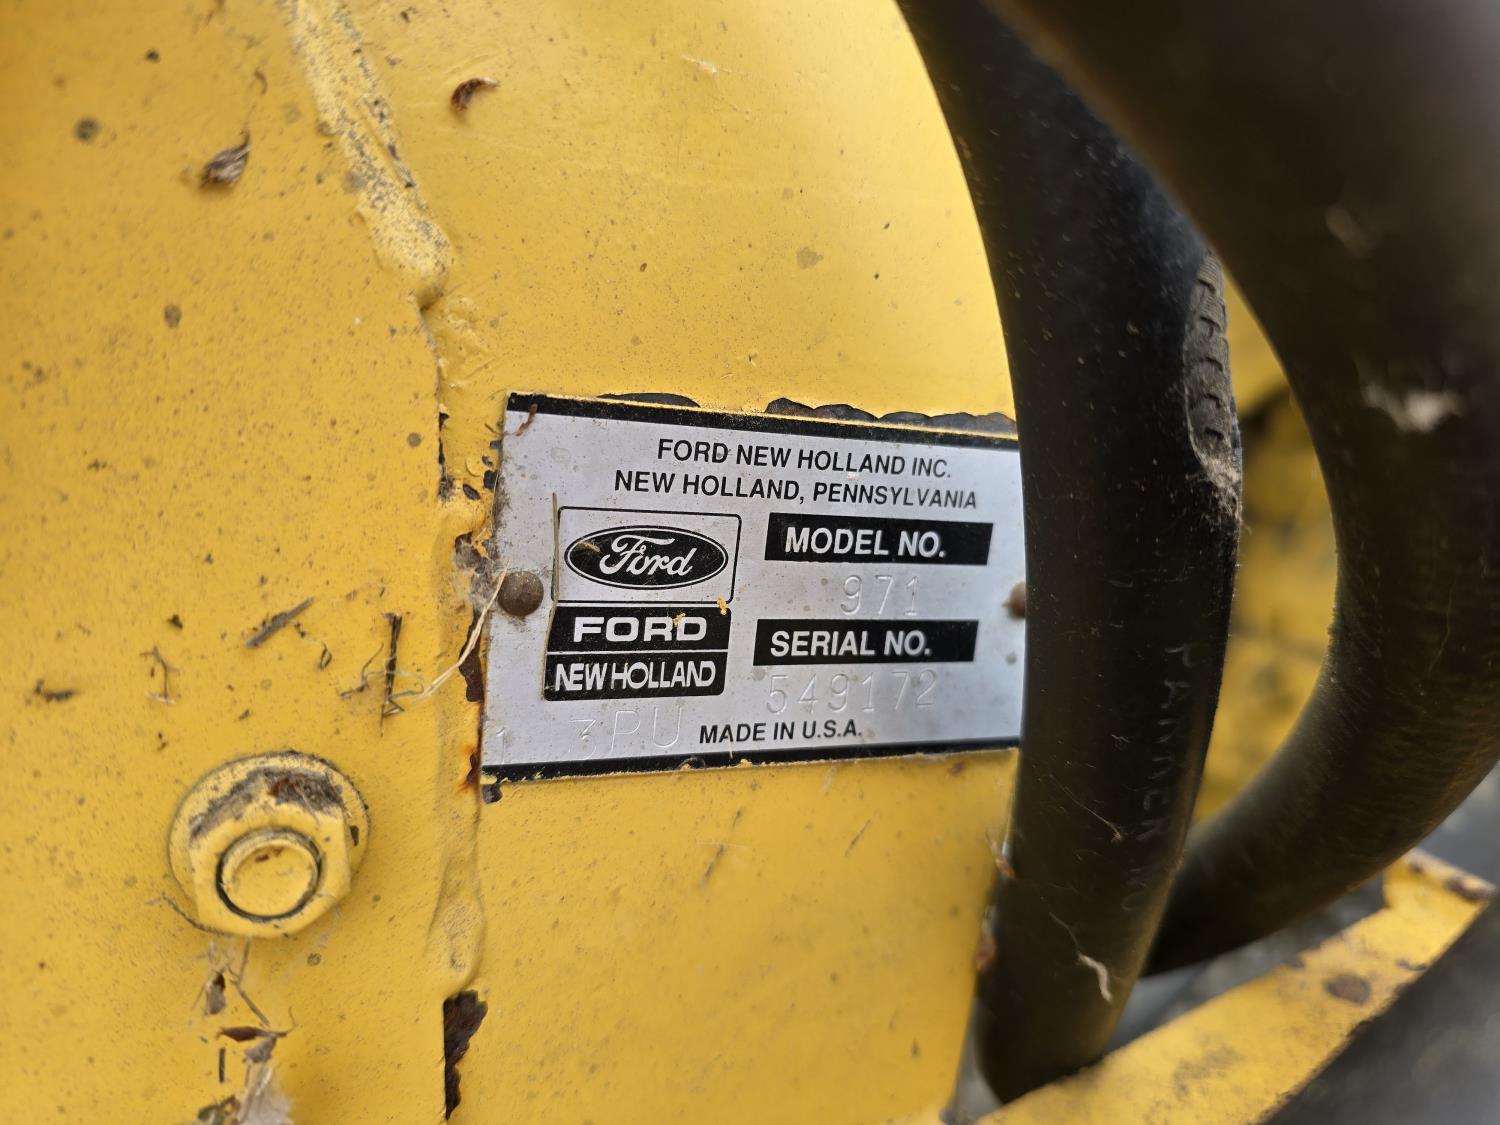 FORD NEW HOLLAND INC.
NEW HOLLAND, PENNSYLVANIA
Ford
FORD
NEW HOLLAND
MODEL NO.
971
SERIAL NO.
549172
3PU
MADE IN U.S.A.